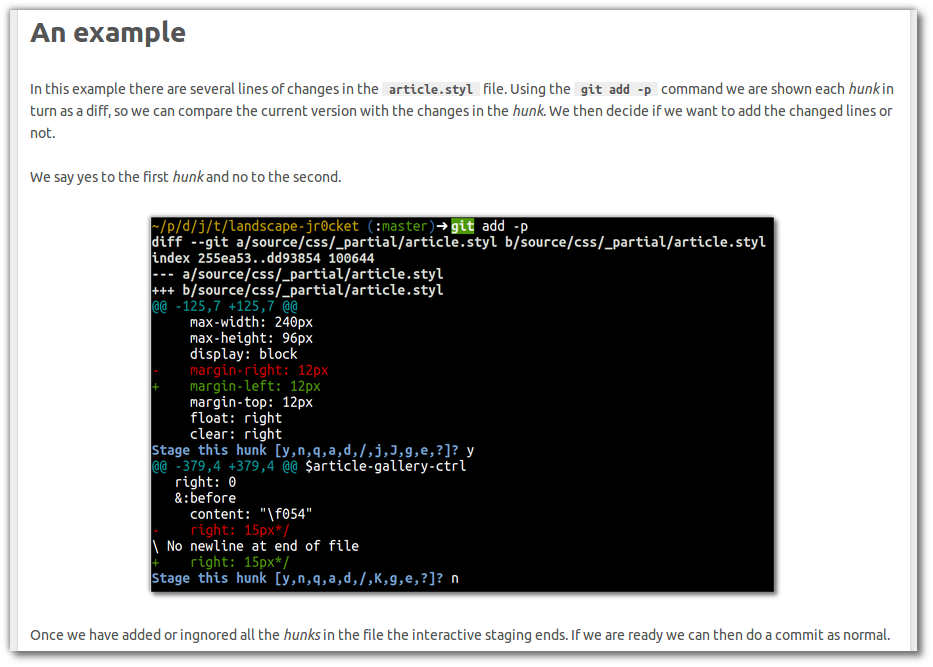 An example
In this example there are several lines of changes in the article.styl file. Using the git add -p command we are shown each hunk in
turn as a diff, so we can compare the current version with the changes in the hunk. We then decide if we want to add the changed lines or
not.
We say yes to the first hunk and no to the second.
~/p/d/j/t/landscape-jr0cket (:master)➜git add -p
diff --git a/source/css/_partial/article.styl b/source/css/_partial/article.styl
index 255ea53..dd93854 100644
--- a/source/css/_partial/article.styl
+++ b/source/css/_partial/article.styl
@@ -125,7 +125,7 @@
     max-width: 240px
     max-height: 96px
     display: block
-    margin-right: 12px
+    margin-left: 12px
     margin-top: 12px
     float: right
     clear: right
Stage this hunk [y,n,q,a,d,/,j,J,g,e,?]? y
@@ -379,4 +379,4 @@ $article-gallery-ctrl
   right: 0
   &:before
     content: "\f054"
-    right: 15px*/
\ No newline at end of file
+    right: 15px*/
Stage this hunk [y,n,q,a,d,/,K,g,e,?]? n
Once we have added or ingnored all the hunks in the file the interactive staging ends. If we are ready we can then do a commit as normal.